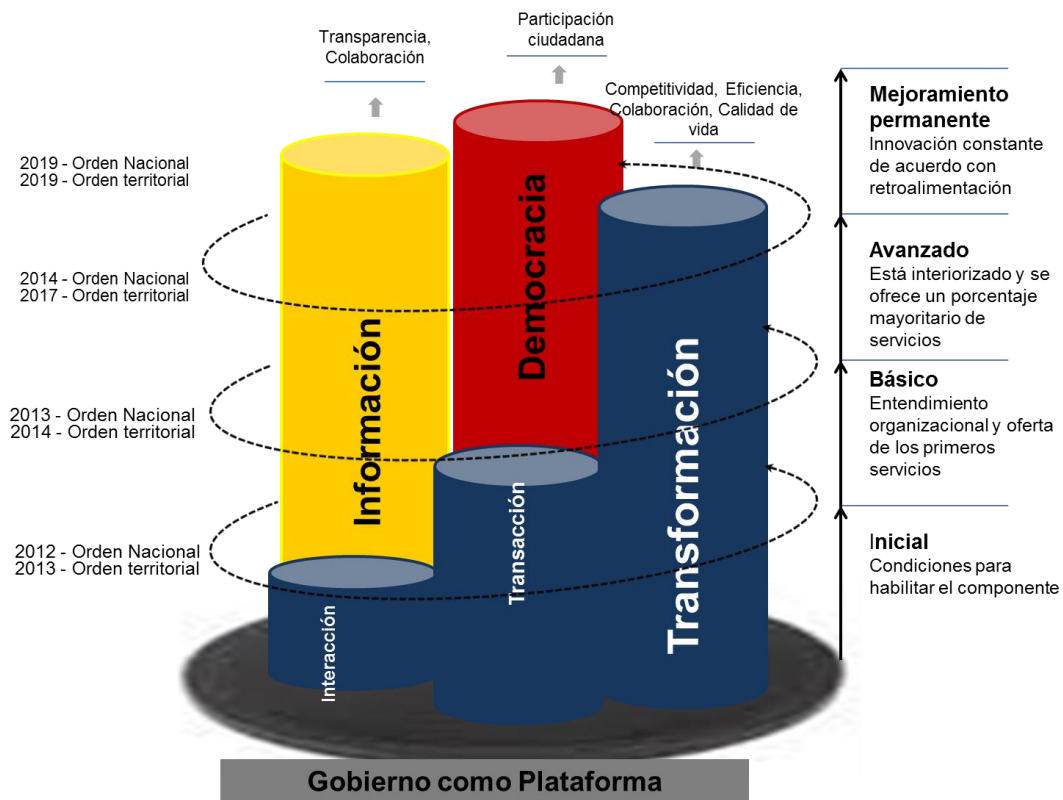 Transparencia,
Colaboración
Participación
ciudadana
Competitividad, Eficiencia,
Colaboración, Calidad de
vida
2019 - Orden Nacional
2019 - Orden territorial
2014 - Orden Nacional
2017 - Orden territorial
2013 - Orden Nacional
2014 - Orden territorial
2012 - Orden Nacional
2013 - Orden territorial
Información
Democracia
Transformación
Interacción
Transacción
Mejoramiento
permanente
Innovación constante
de acuerdo con
retroalimentación
Avanzado
Está interiorizado y se
ofrece un porcentaje
mayoritario de
servicios
Básico
Entendimiento
organizacional y oferta
de los primeros
servicios
Inicial
Condiciones para
habilitar el componente
Gobierno como Plataforma